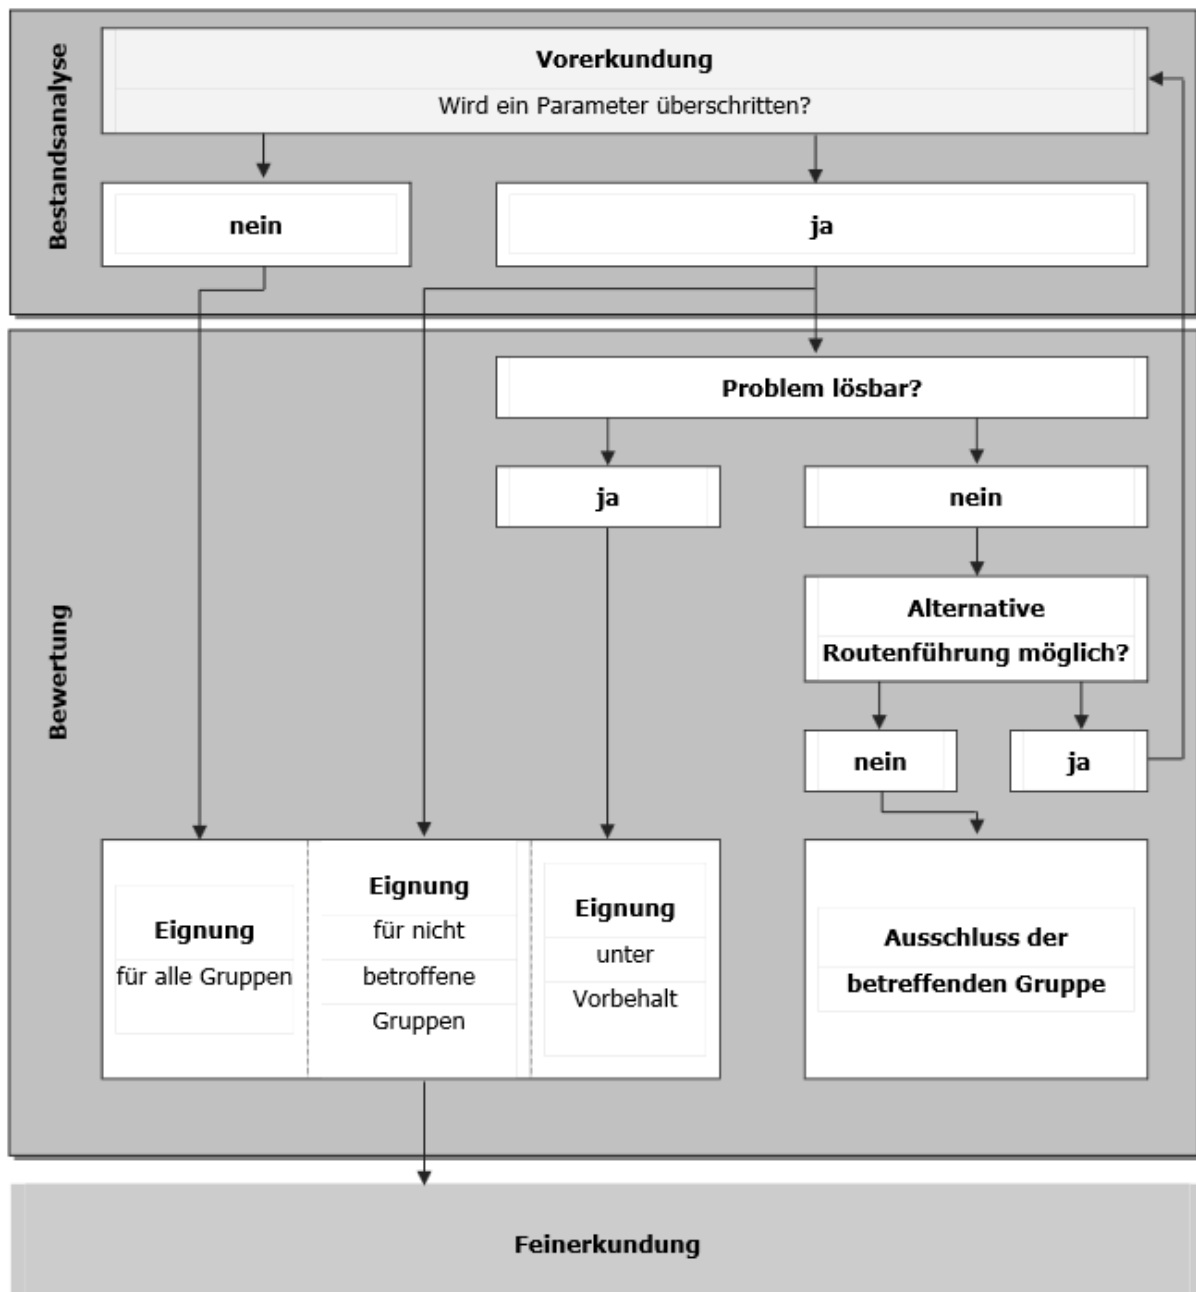 Bestandsanalyse
Vorerkundung
Wird ein Parameter überschritten?
nein
ja
Bewertung
Problem lösbar?
ja
nein
Alternative
Routenführung möglich?
nein
ja
Eignung
für alle Gruppen
Eignung
für nicht
betroffene
Gruppen
Eignung
unter
Vorbehalt
Ausschluss der
betreffenden Gruppe
Feinerkundung